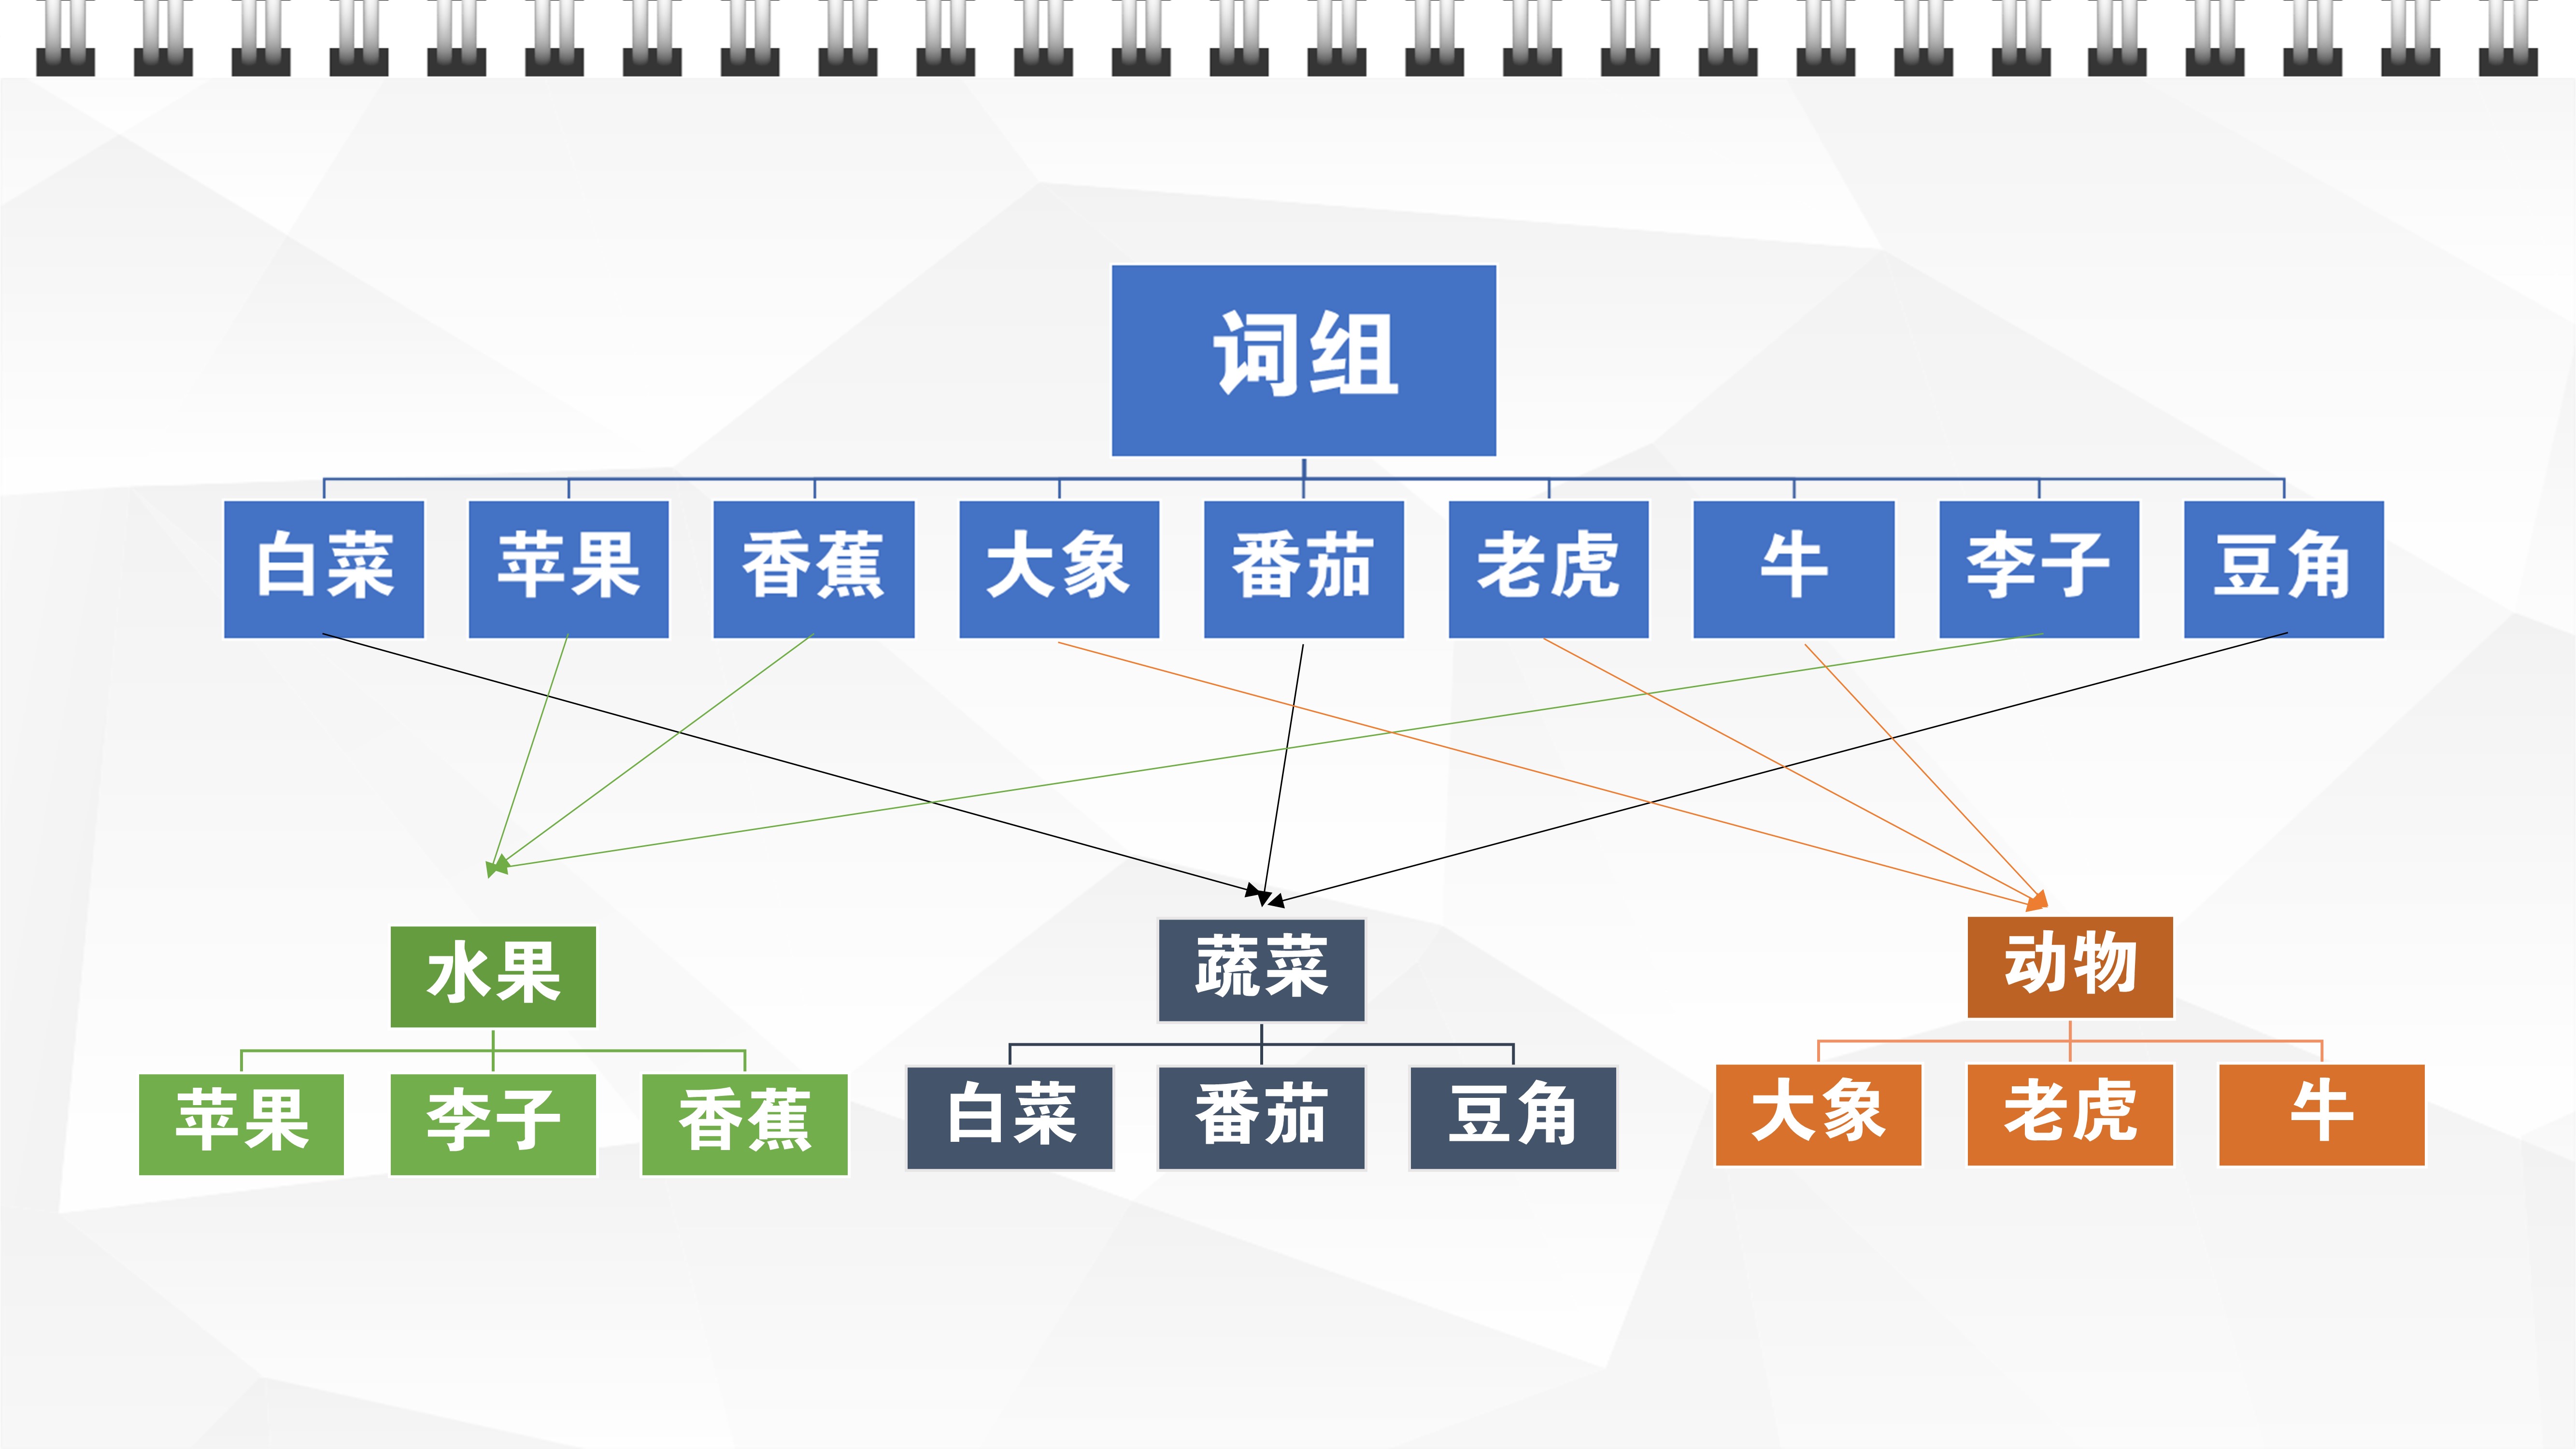 词组
白菜 苹果 香蕉 大象 番茄 老虎 牛 李子 豆角
水果 蔬菜 动物
苹果 李子 香蕉 白菜 番茄 豆角 大象 老虎 牛